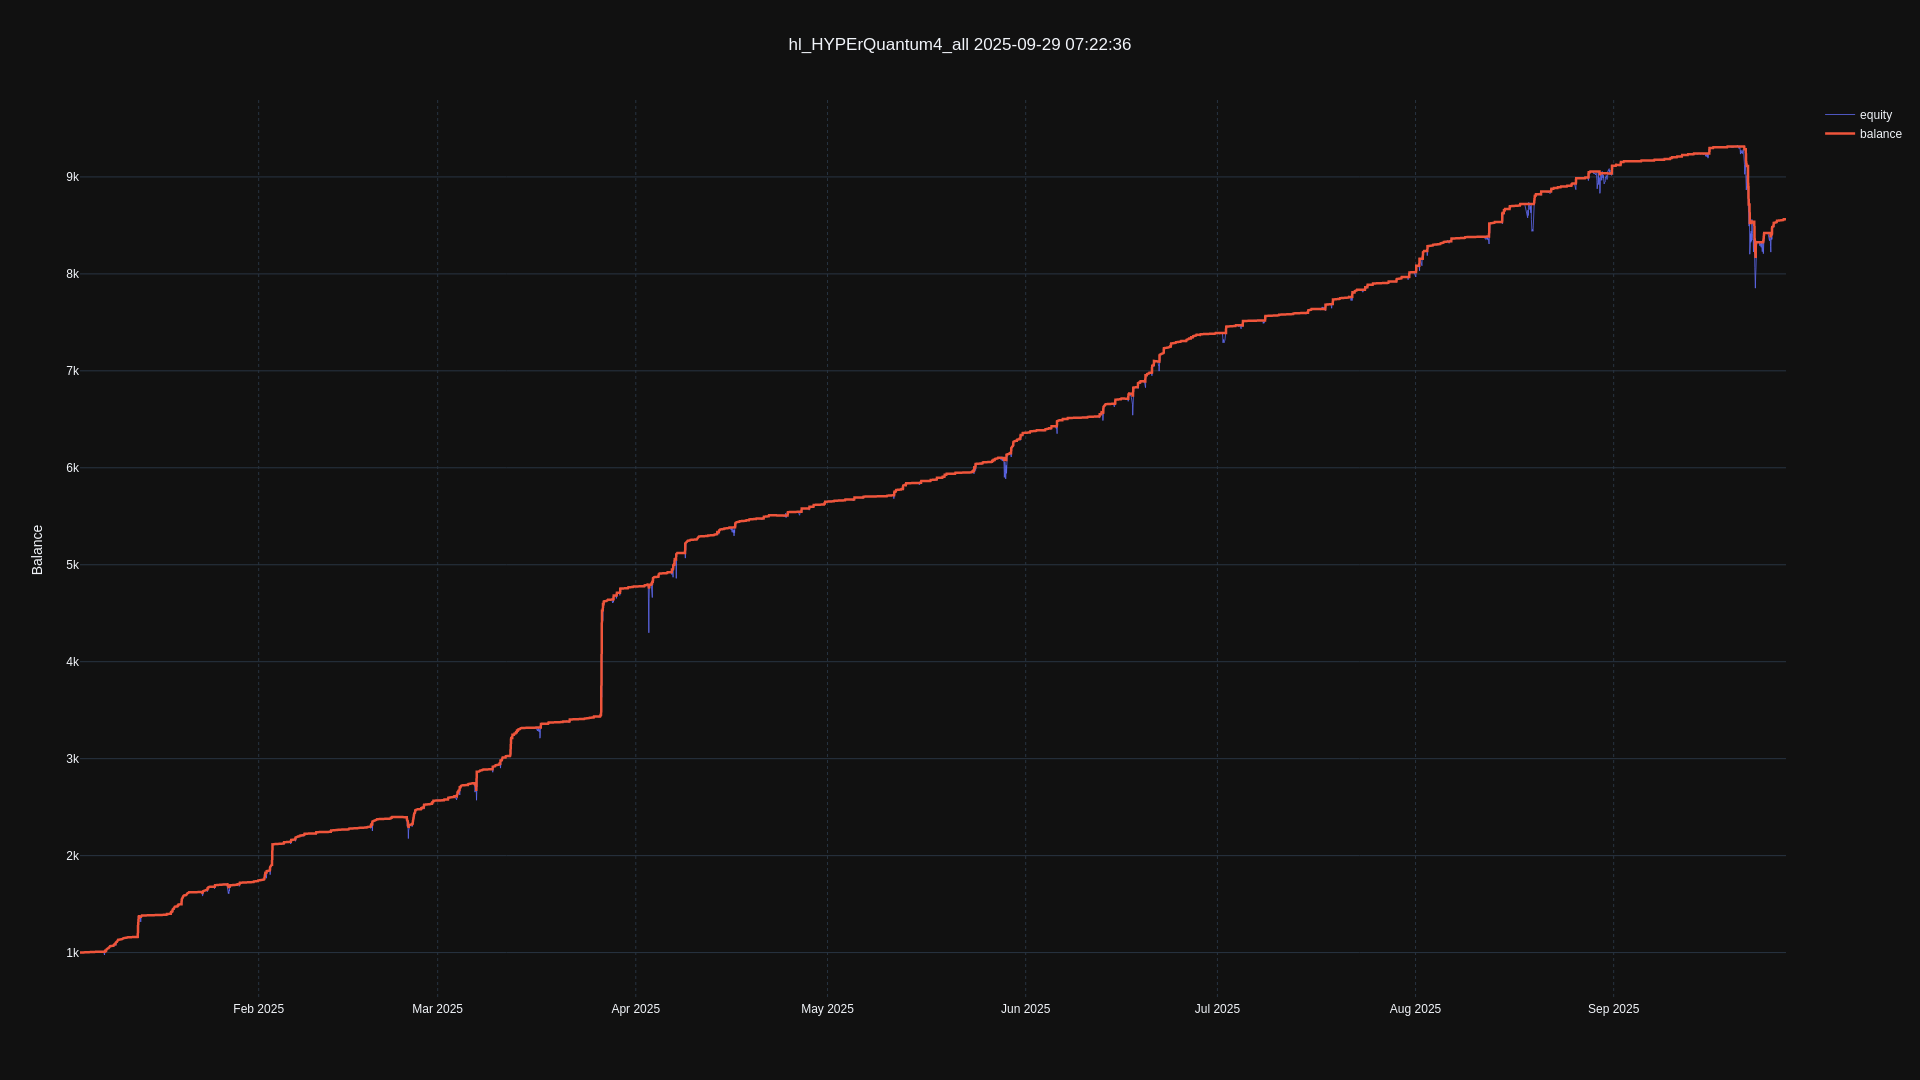 hl_HYPErQuantum4_all 2025-09-29 07:22:36
equity
balance
9k
8k
7k
6k
5k
4k
3k
2k
1k
Balance
Feb 2025
Mar 2025
Apr 2025
May 2025
Jun 2025
Jul 2025
Aug 2025
Sep 2025